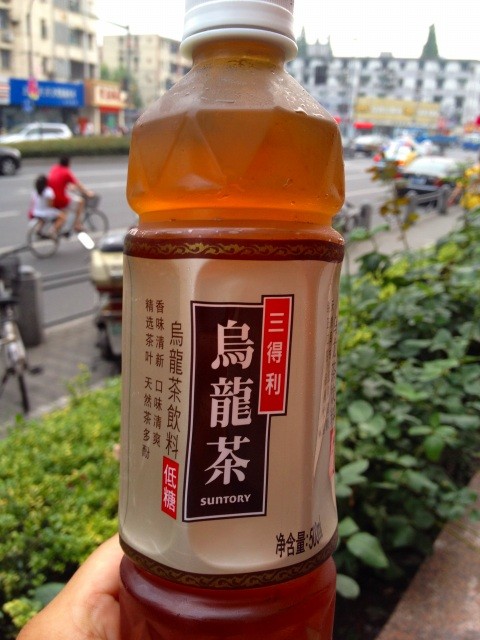 三得利
烏龍茶
SUNTORY
烏龍茶飲料
低糖
香味清新 口味清爽
精选茶叶 天然茶多酚
净含量:500